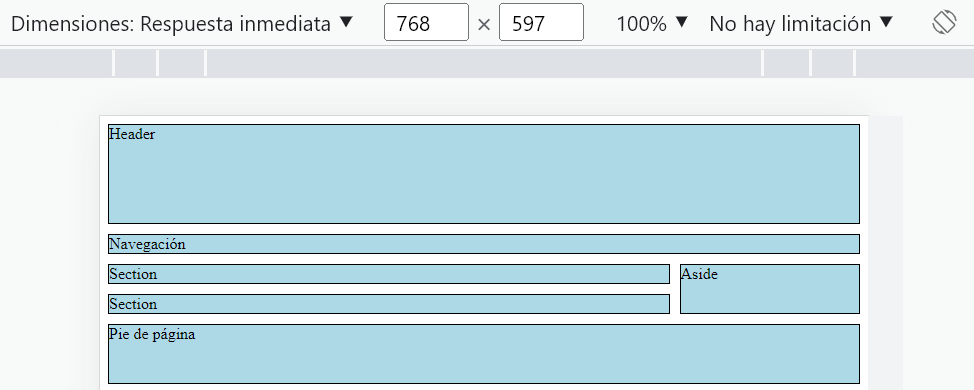 Dimensiones: Respuesta inmediata ▼ 768 × 597 100% ▼ No hay limitación ▼
Header
Navegación
Section Aside
Section
Pie de página